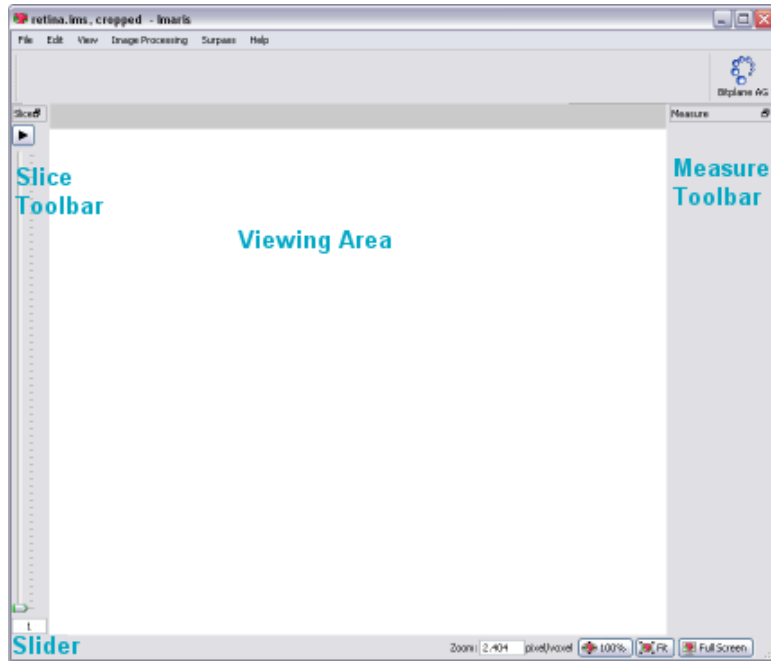 retina.ims, cropped - Imaris
File Edit View Image Processing Surpass Help
Bitplane AG
Slice
Measure
Slice
Toolbar
Measure
Toolbar
Viewing Area
1
Slider
Zoom: 2.404 pixel/voxel 100% Fit Full Screen